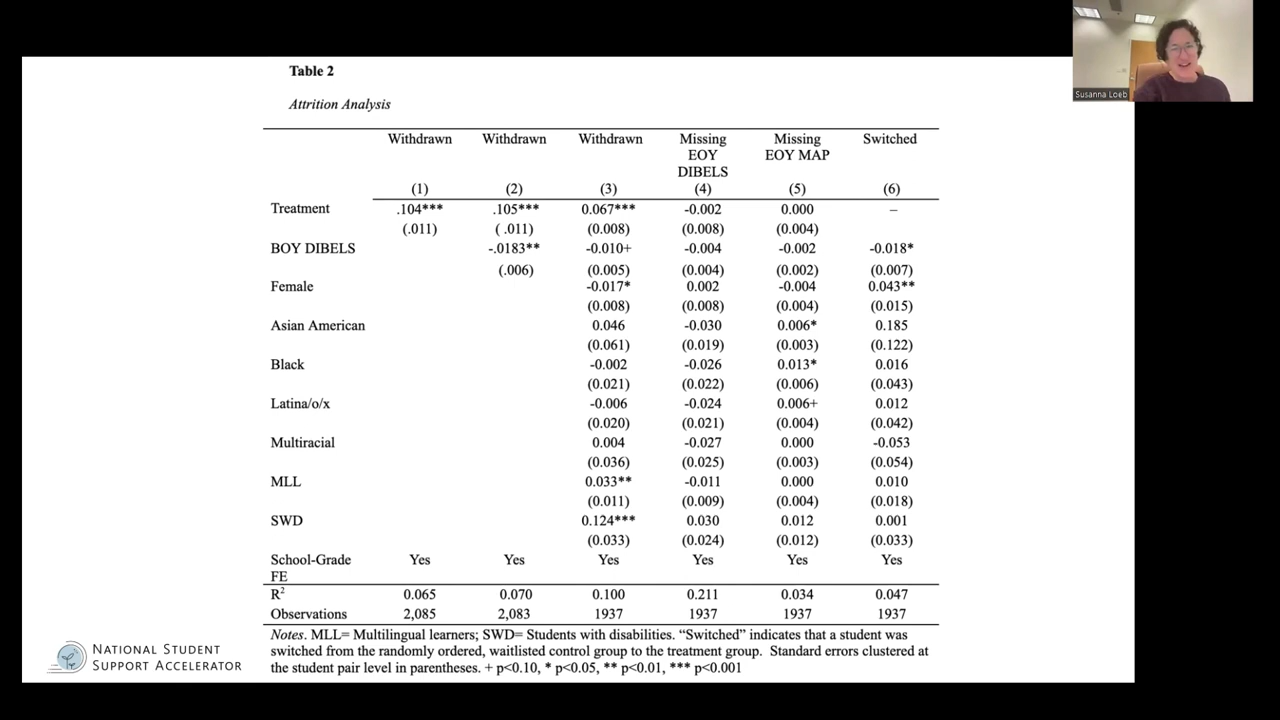 Susanna Loeb
Table 2
Attrition Analysis
Withdrawn Withdrawn Withdrawn Missing EOY DIBELS Missing EOY MAP Switched
(1) (2) (3) (4) (5) (6)
Treatment .104*** .105*** 0.067*** -0.002 0.000 –
(.011) ( .011) (0.008) (0.008) (0.004)
BOY DIBELS -.0183** -0.010+ -0.004 -0.002 -0.018*
(.006) (0.005) (0.004) (0.002) (0.007)
Female -0.017* 0.002 -0.004 0.043**
(0.008) (0.008) (0.004) (0.015)
Asian American 0.046 -0.030 0.006* 0.185
(0.061) (0.019) (0.003) (0.122)
Black -0.002 -0.026 0.013* 0.016
(0.021) (0.022) (0.006) (0.043)
Latina/o/x -0.006 -0.024 0.006+ 0.012
(0.020) (0.021) (0.004) (0.042)
Multiracial 0.004 -0.027 0.000 -0.053
(0.036) (0.025) (0.003) (0.054)
MLL 0.033** -0.011 0.000 0.010
(0.011) (0.009) (0.004) (0.018)
SWD 0.124*** 0.030 0.012 0.001
(0.033) (0.024) (0.012) (0.033)
School-Grade Yes Yes Yes Yes Yes Yes
FE
R² 0.065 0.070 0.100 0.211 0.034 0.047
Observations 2,085 2,083 1937 1937 1937 1937
Notes. MLL= Multilingual learners; SWD= Students with disabilities. “Switched” indicates that a student was
switched from the randomly ordered, waitlisted control group to the treatment group. Standard errors clustered at
the student pair level in parentheses. + p<0.10, * p<0.05, ** p<0.01, *** p<0.001
NATIONAL STUDENT
SUPPORT ACCELERATOR